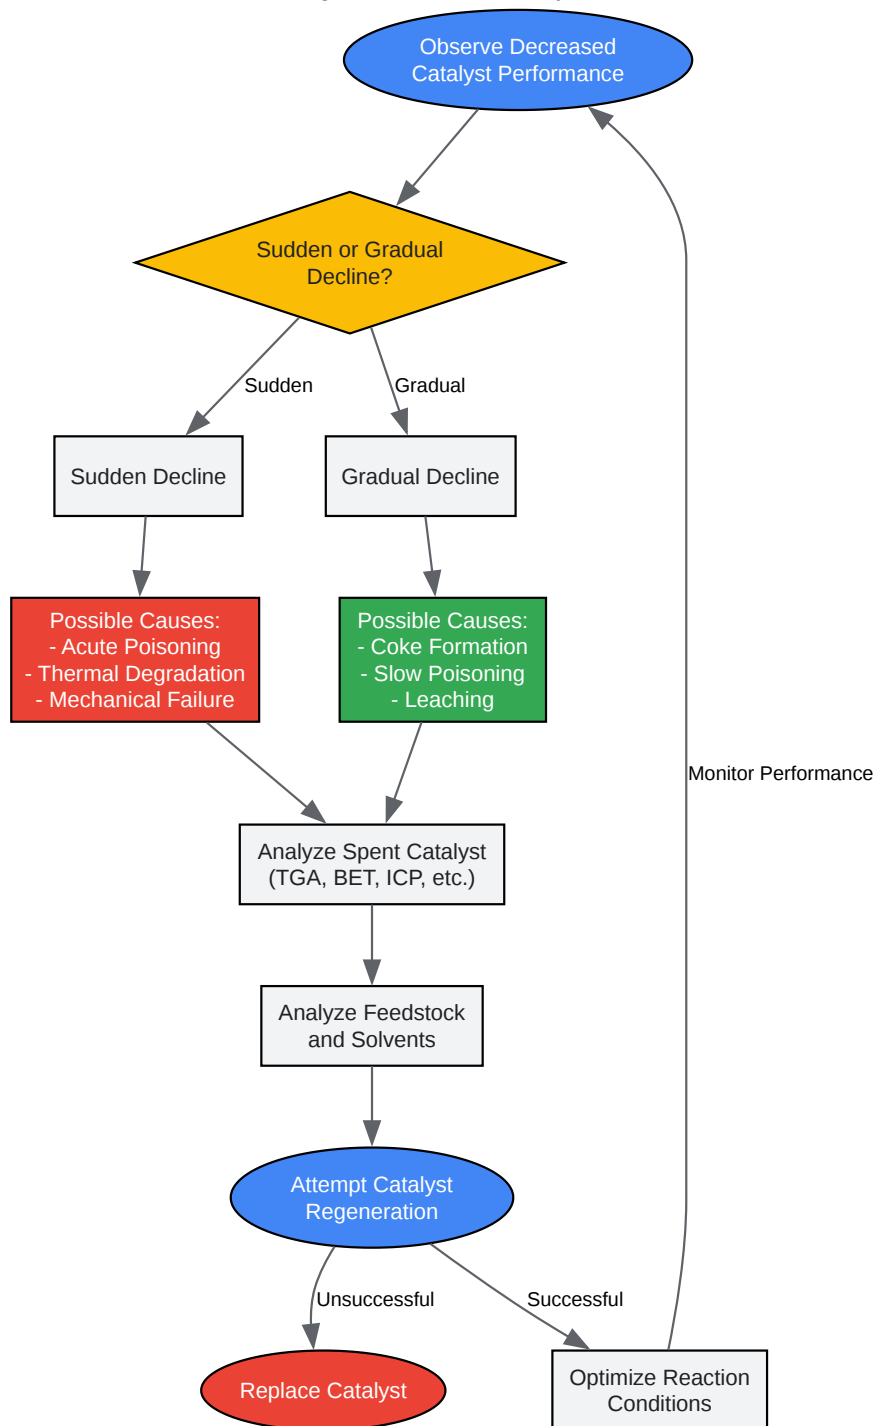 Observe Decreased
Catalyst Performance
Sudden or Gradual
Decline?
Sudden
Gradual
Sudden Decline
Gradual Decline
Possible Causes:
- Acute Poisoning
- Thermal Degradation
- Mechanical Failure
Possible Causes:
- Coke Formation
- Slow Poisoning
- Leaching
Monitor Performance
Analyze Spent Catalyst
(TGA, BET, ICP, etc.)
Analyze Feedstock
and Solvents
Attempt Catalyst
Regeneration
Unsuccessful
Successful
Replace Catalyst
Optimize Reaction
Conditions